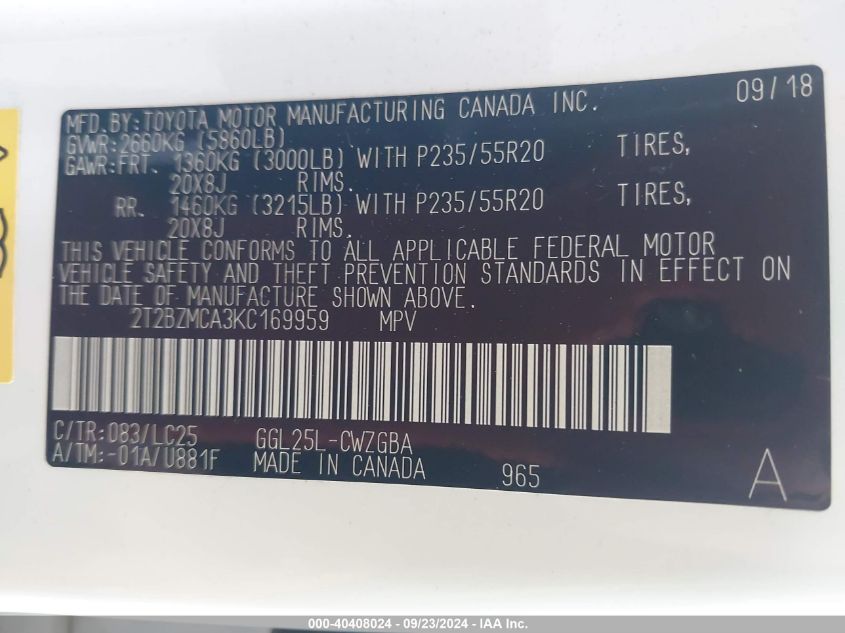 09/18
MFD.BY:TOYOTA MOTOR MANUFACTURING CANADA INC.
GVWR:2660KG (5860LB)
GAWR:FRT. 1360KG (3000LB) WITH P235/55R20 TIRES,
20X8J RIMS.
RR. 1460KG (3215LB) WITH P235/55R20 TIRES,
20X8J RIMS.
THIS VEHICLE CONFORMS TO ALL APPLICABLE FEDERAL MOTOR
VEHICLE SAFETY AND THEFT PREVENTION STANDARDS IN EFFECT ON
THE DATE OF MANUFACTURE SHOWN ABOVE.
2T2BZMCA3KC169959 MPV
C/TR:083/LC25 GGL25L-CWZGBA
A/TM:-01A/U881F MADE IN CANADA 965 A
000-40408024 - 09/23/2024 - IAA Inc.